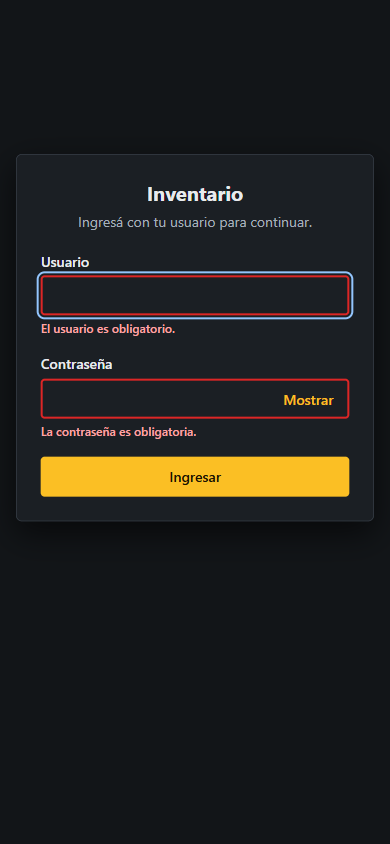 Inventario
Ingresá con tu usuario para continuar.
Usuario
El usuario es obligatorio.
Contraseña
Mostrar
La contraseña es obligatoria.
Ingresar